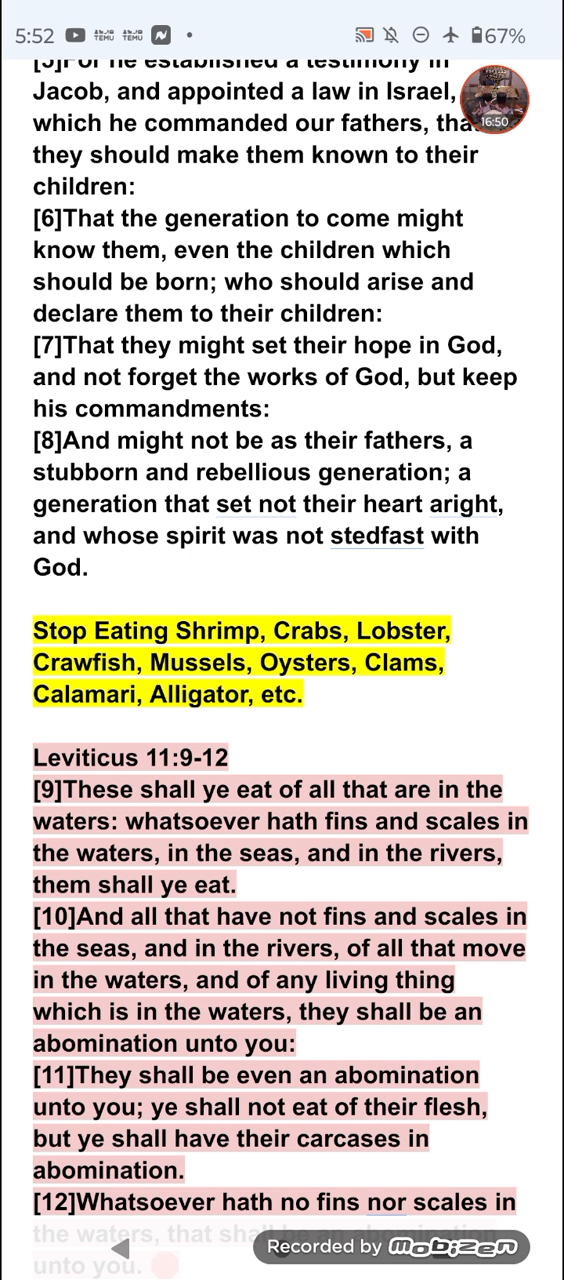 5:52 TEMU TEMU 67%
[5]For he established a testimony in
Jacob, and appointed a law in Israel,
16:50
which he commanded our fathers, that
they should make them known to their
children:
[6]That the generation to come might
know them, even the children which
should be born; who should arise and
declare them to their children:
[7]That they might set their hope in God,
and not forget the works of God, but keep
his commandments:
[8]And might not be as their fathers, a
stubborn and rebellious generation; a
generation that set not their heart aright,
and whose spirit was not stedfast with
God.
Stop Eating Shrimp, Crabs, Lobster,
Crawfish, Mussels, Oysters, Clams,
Calamari, Alligator, etc.
Leviticus 11:9-12
[9]These shall ye eat of all that are in the
waters: whatsoever hath fins and scales in
the waters, in the seas, and in the rivers,
them shall ye eat.
[10]And all that have not fins and scales in
the seas, and in the rivers, of all that move
in the waters, and of any living thing
which is in the waters, they shall be an
abomination unto you:
[11]They shall be even an abomination
unto you; ye shall not eat of their flesh,
but ye shall have their carcases in
abomination.
[12]Whatsoever hath no fins nor scales in
the waters, that shall be an abomination
unto you.
Recorded by mobizen